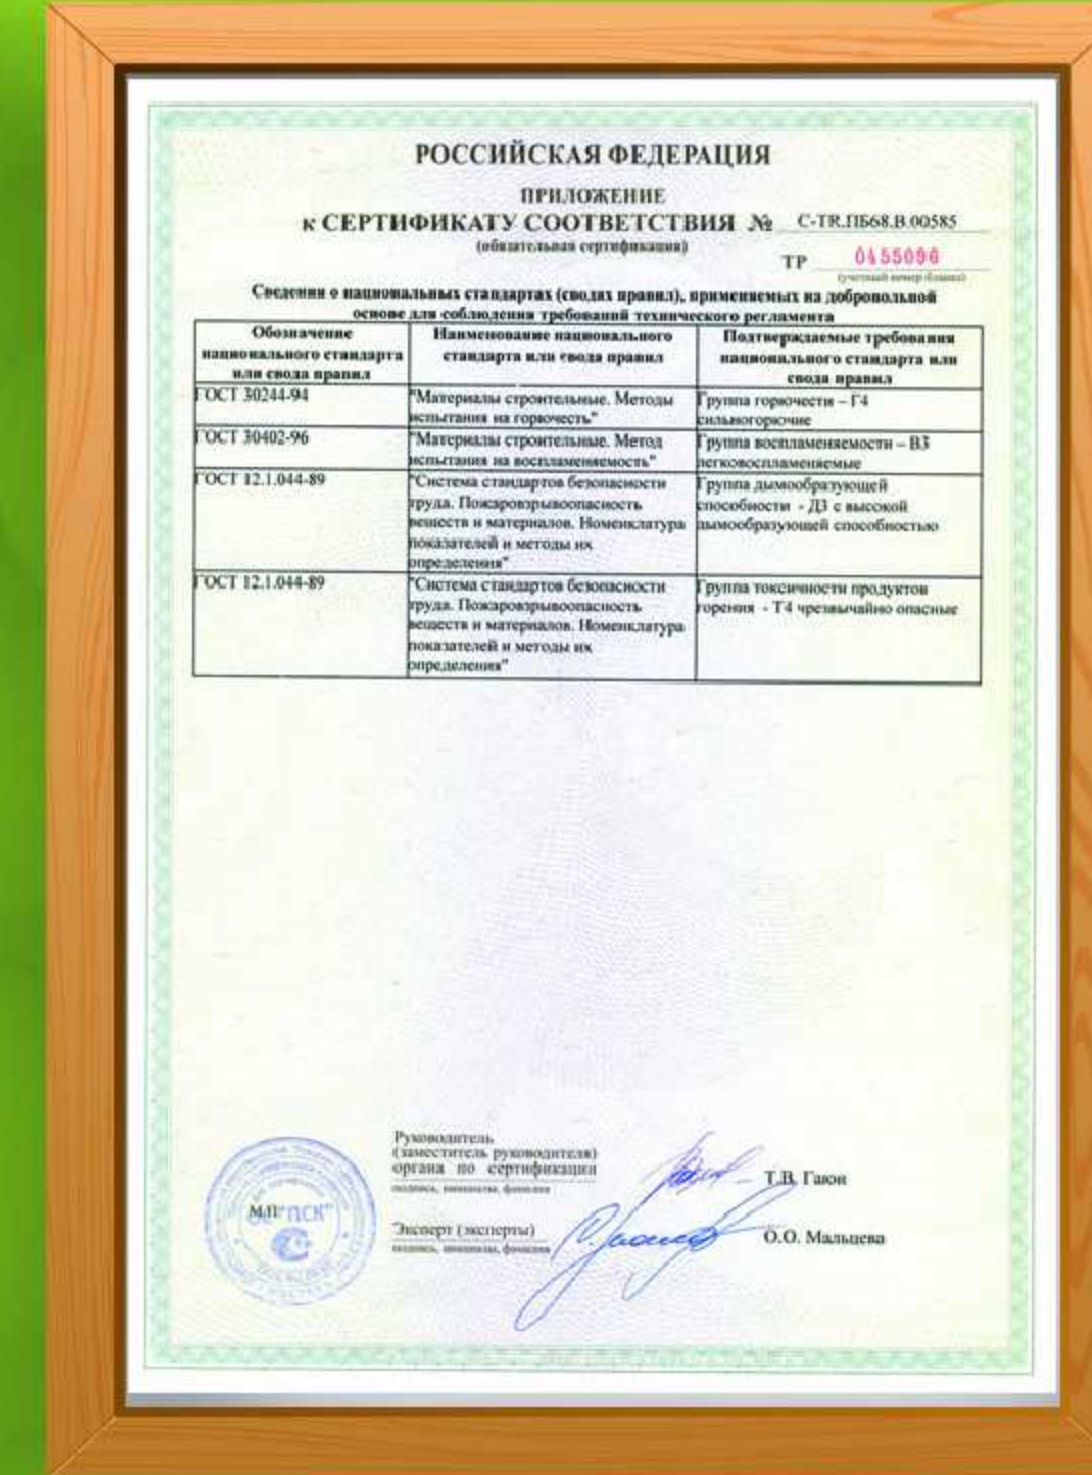 РОССИЙСКАЯ ФЕДЕРАЦИЯ
ПРИЛОЖЕНИЕ
к СЕРТИФИКАТУ СООТВЕТСТВИЯ № С-TR.ПБ68.В.00585
(обязательная сертификация)
ТР 0455096
(учетный номер бланка)
Сведения о национальных стандартах (сводах правил), применяемых на добровольной
основе для соблюдения требований технического регламента
Обозначение
национального стандарта
или свода правил
Наименование национального
стандарта или свода правил
Подтверждаемые требования
национального стандарта или
свода правил
ГОСТ 30244-94
"Материалы строительные. Методы
испытания на горючесть"
Группа горючести – Г4
сильногорючие
ГОСТ 30402-96
"Материалы строительные. Метод
испытания на воспламеняемость"
Группа воспламеняемости – В3
легковоспламеняемые
ГОСТ 12.1.044-89
"Система стандартов безопасности
труда. Пожаровзрывоопасность
веществ и материалов. Номенклатура
показателей и методы их
определения"
Группа дымообразующей
способности - Д3 с высокой
дымообразующей способностью
ГОСТ 12.1.044-89
"Система стандартов безопасности
труда. Пожаровзрывоопасность
веществ и материалов. Номенклатура
показателей и методы их
определения"
Группа токсичности продуктов
горения - Т4 чрезвычайно опасные
Руководитель
(заместитель руководителя)
органа по сертификации
подпись, инициалы, фамилия
Т.В. Гаюн
М.П. "ПСК"
Эксперт (эксперты)
подпись, инициалы, фамилия
О.О. Мальцева